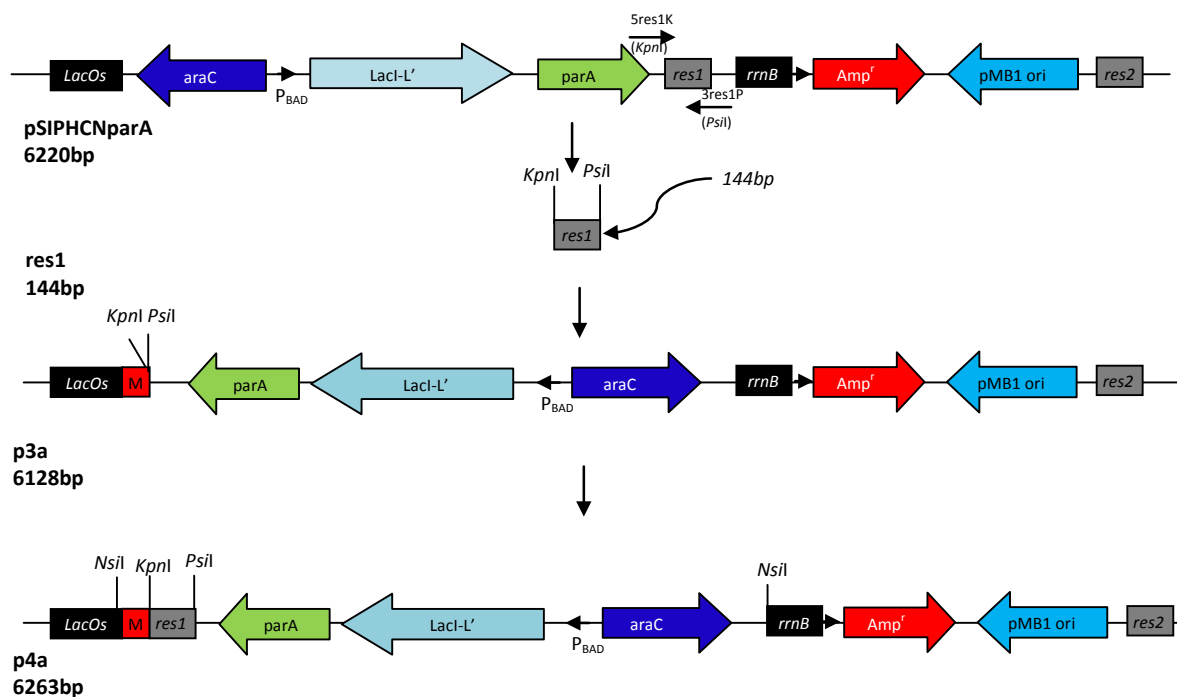 5res1K
(KpnI)
LacOs
araC
PBAD
LacI-L'
parA
res1
rrnB
Ampr
pMB1 ori
res2
3res1P
(PsiI)
pSIPHCNparA
6220bp
KpnI
PsiI
144bp
res1
res1
144bp
KpnI PsiI
LacOs
M
parA
LacI-L'
PBAD
araC
rrnB
Ampr
pMB1 ori
res2
p3a
6128bp
NsiI
KpnI
PsiI
NsiI
LacOs
M
res1
parA
LacI-L'
PBAD
araC
rrnB
Ampr
pMB1 ori
res2
p4a
6263bp